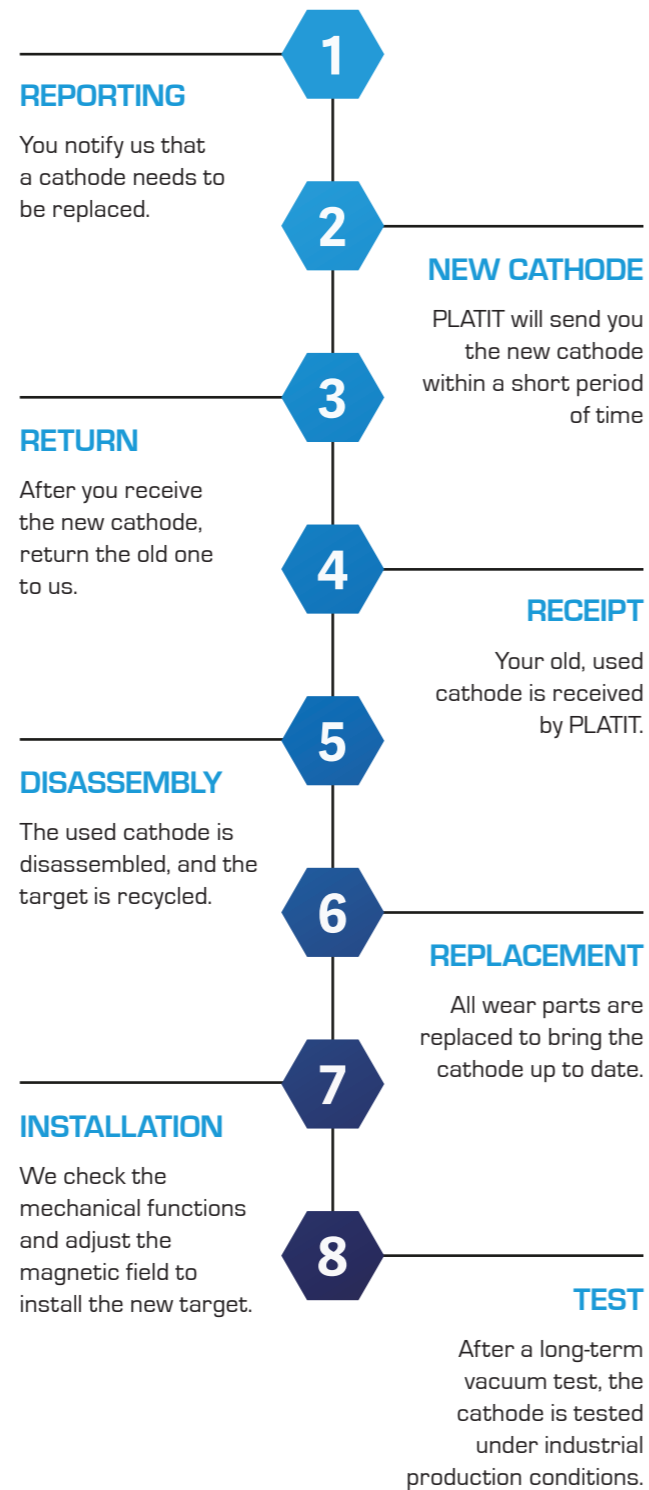 1
REPORTING
You notify us that
a cathode needs to
be replaced.
2
NEW CATHODE
PLATIT will send you
the new cathode
within a short period
of time
3
RETURN
After you receive
the new cathode,
return the old one
to us.
4
RECEIPT
Your old, used
cathode is received
by PLATIT.
5
DISASSEMBLY
The used cathode is
disassembled, and the
target is recycled.
6
REPLACEMENT
All wear parts are
replaced to bring the
cathode up to date.
7
INSTALLATION
We check the
mechanical functions
and adjust the
magnetic field to
install the new target.
8
TEST
After a long-term
vacuum test, the
cathode is tested
under industrial
production conditions.